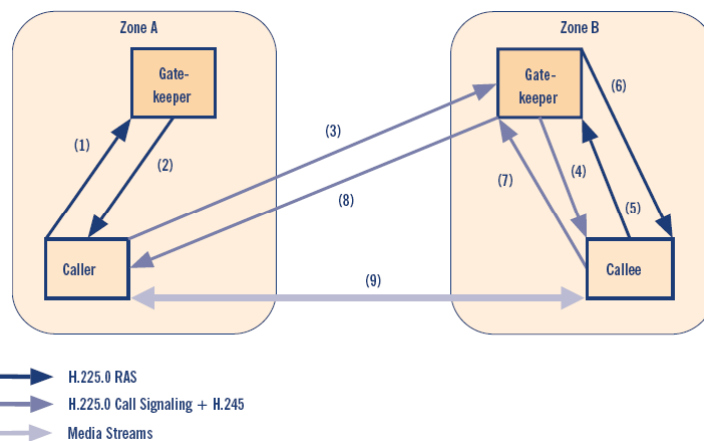 Zone A
Zone B
Gate-
keeper
Gate-
keeper
(1)
(2)
(3)
(8)
(6)
(4)
(7)
(5)
Caller
Callee
(9)
H.225.0 RAS
H.225.0 Call Signaling + H.245
Media Streams